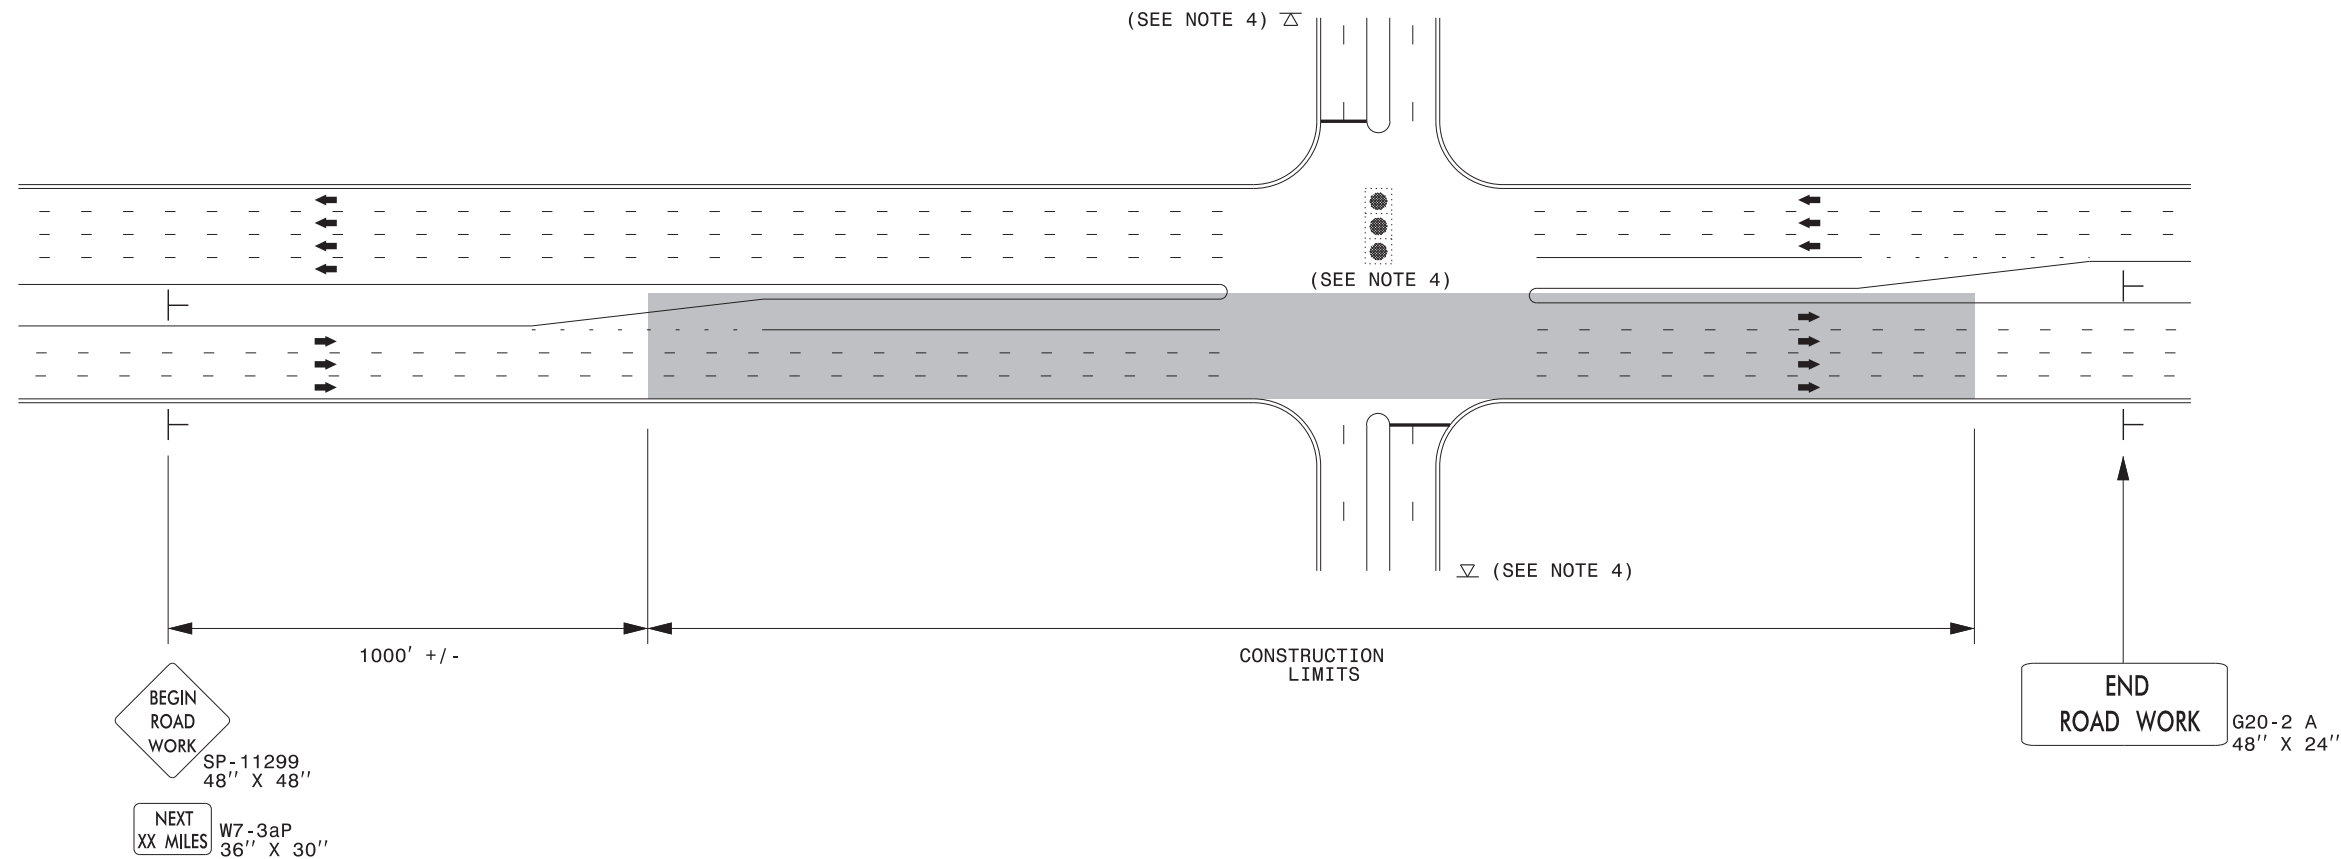 (SEE NOTE 4)
(SEE NOTE 4)
(SEE NOTE 4)
1000' +/-
CONSTRUCTION
LIMITS
BEGIN
ROAD
WORK
SP-11299
48'' X 48''
NEXT
XX MILES
W7-3aP
36'' X 30''
END
ROAD WORK
G20-2 A
48'' X 24''